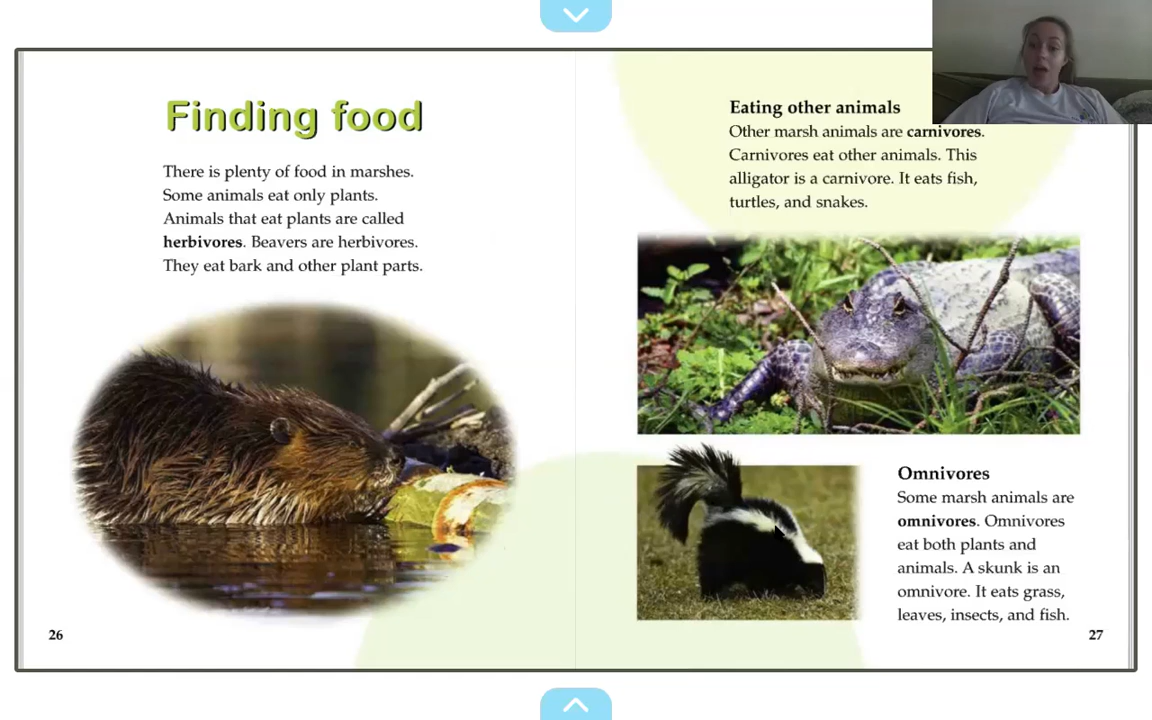 Finding food
There is plenty of food in marshes.
Some animals eat only plants.
Animals that eat plants are called
herbivores. Beavers are herbivores.
They eat bark and other plant parts.
26
Eating other animals
Other marsh animals are carnivores.
Carnivores eat other animals. This
alligator is a carnivore. It eats fish,
turtles, and snakes.
Omnivores
Some marsh animals are
omnivores. Omnivores
eat both plants and
animals. A skunk is an
omnivore. It eats grass,
leaves, insects, and fish.
27